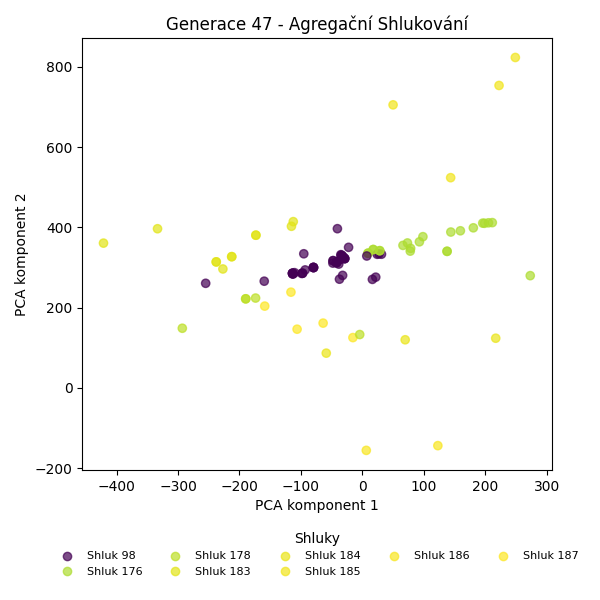 Generace 47 - Agregační Shlukování
PCA komponent 2
800
600
400
200
0
−200
−400
−300
−200
−100
0
100
200
300
PCA komponent 1
Shluky
Shluk 98
Shluk 176
Shluk 178
Shluk 183
Shluk 184
Shluk 185
Shluk 186
Shluk 187